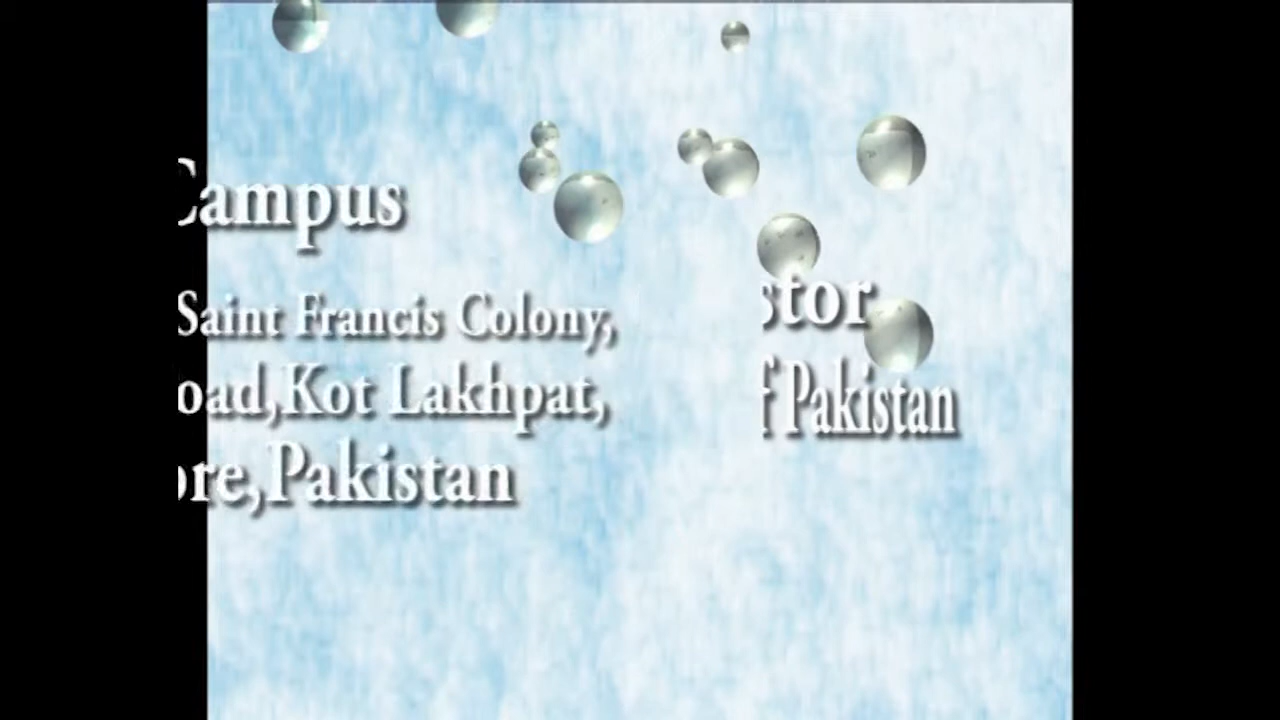 Campus
Saint Francis Colony,
oad,Kot Lakhpat,
ore,Pakistan
stor
f Pakistan